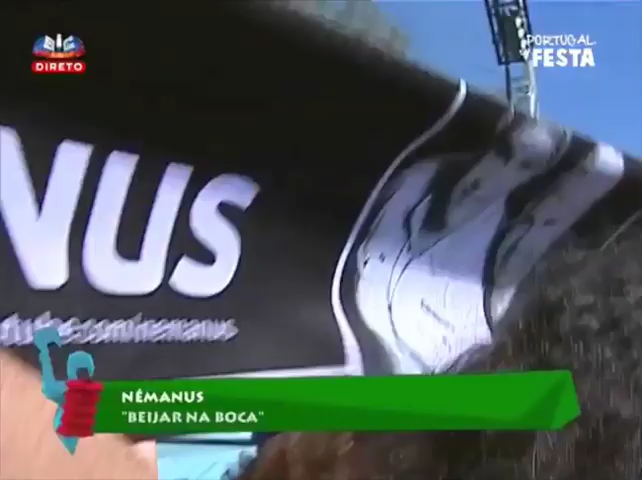 SIC
DIRETO
PORTUGAL
EM FESTA
NUS
NÉMANUS
"BEIJAR NA BOCA"